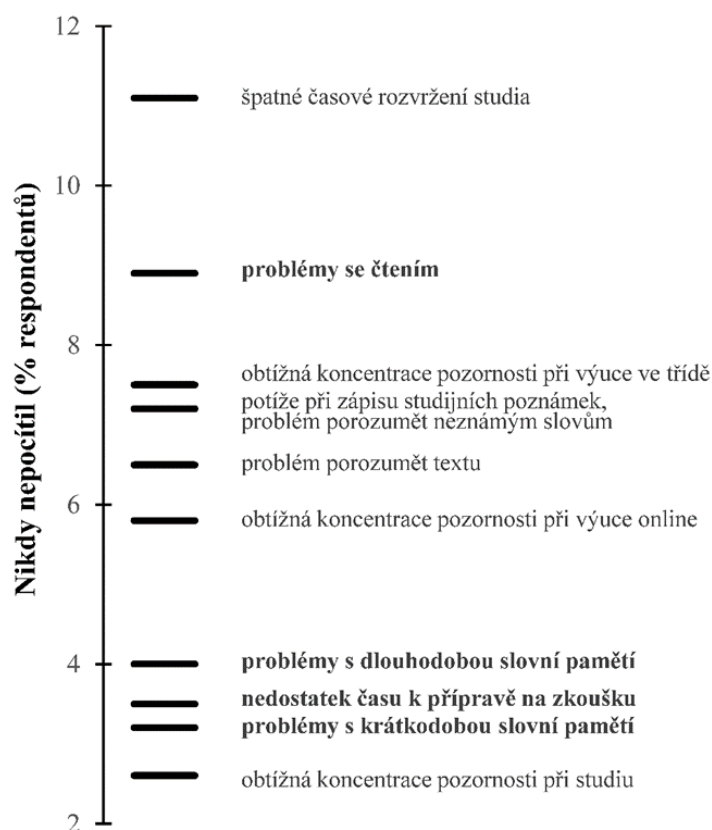 Nikdy nepocítil (% respondentů)
12
špatné časové rozvržení studia
10
problémy se čtením
8
obtížná koncentrace pozornosti při výuce ve třídě
potíže při zápisu studijních poznámek,
problém porozumět neznámým slovům
problém porozumět textu
6
obtížná koncentrace pozornosti při výuce online
4
problémy s dlouhodobou slovní pamětí
nedostatek času k přípravě na zkoušku
problémy s krátkodobou slovní pamětí
obtížná koncentrace pozornosti při studiu
2